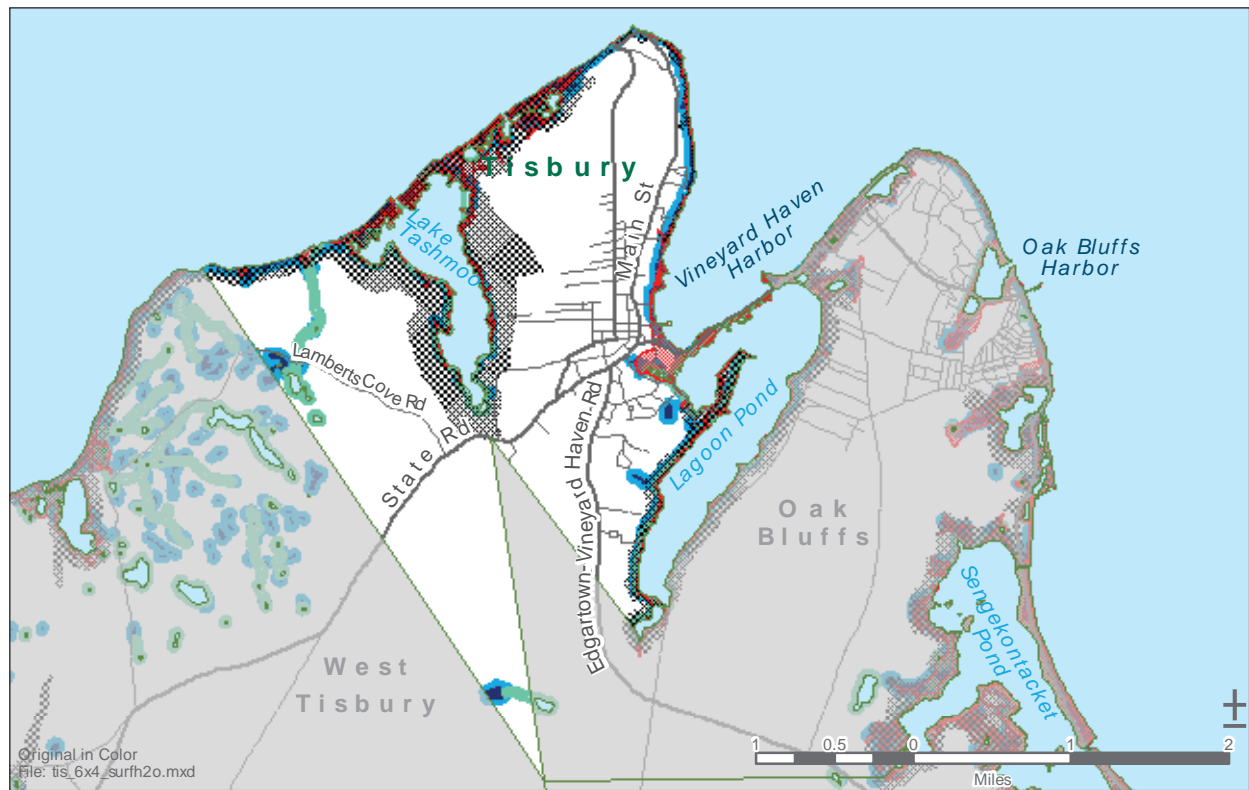 Tisbury
Main St
Lake
Tashmoo
Vineyard Haven
Harbor
Oak Bluffs
Harbor
Lamberts Cove Rd
State Rd
Edgartown-Vineyard Haven Rd
Lagoon Pond
Oak
Bluffs
Sengekontacket
Pond
West
Tisbury
Original in Color
File: tis_6x4_surfh2o.mxd
1 0.5 0 1 2
Miles